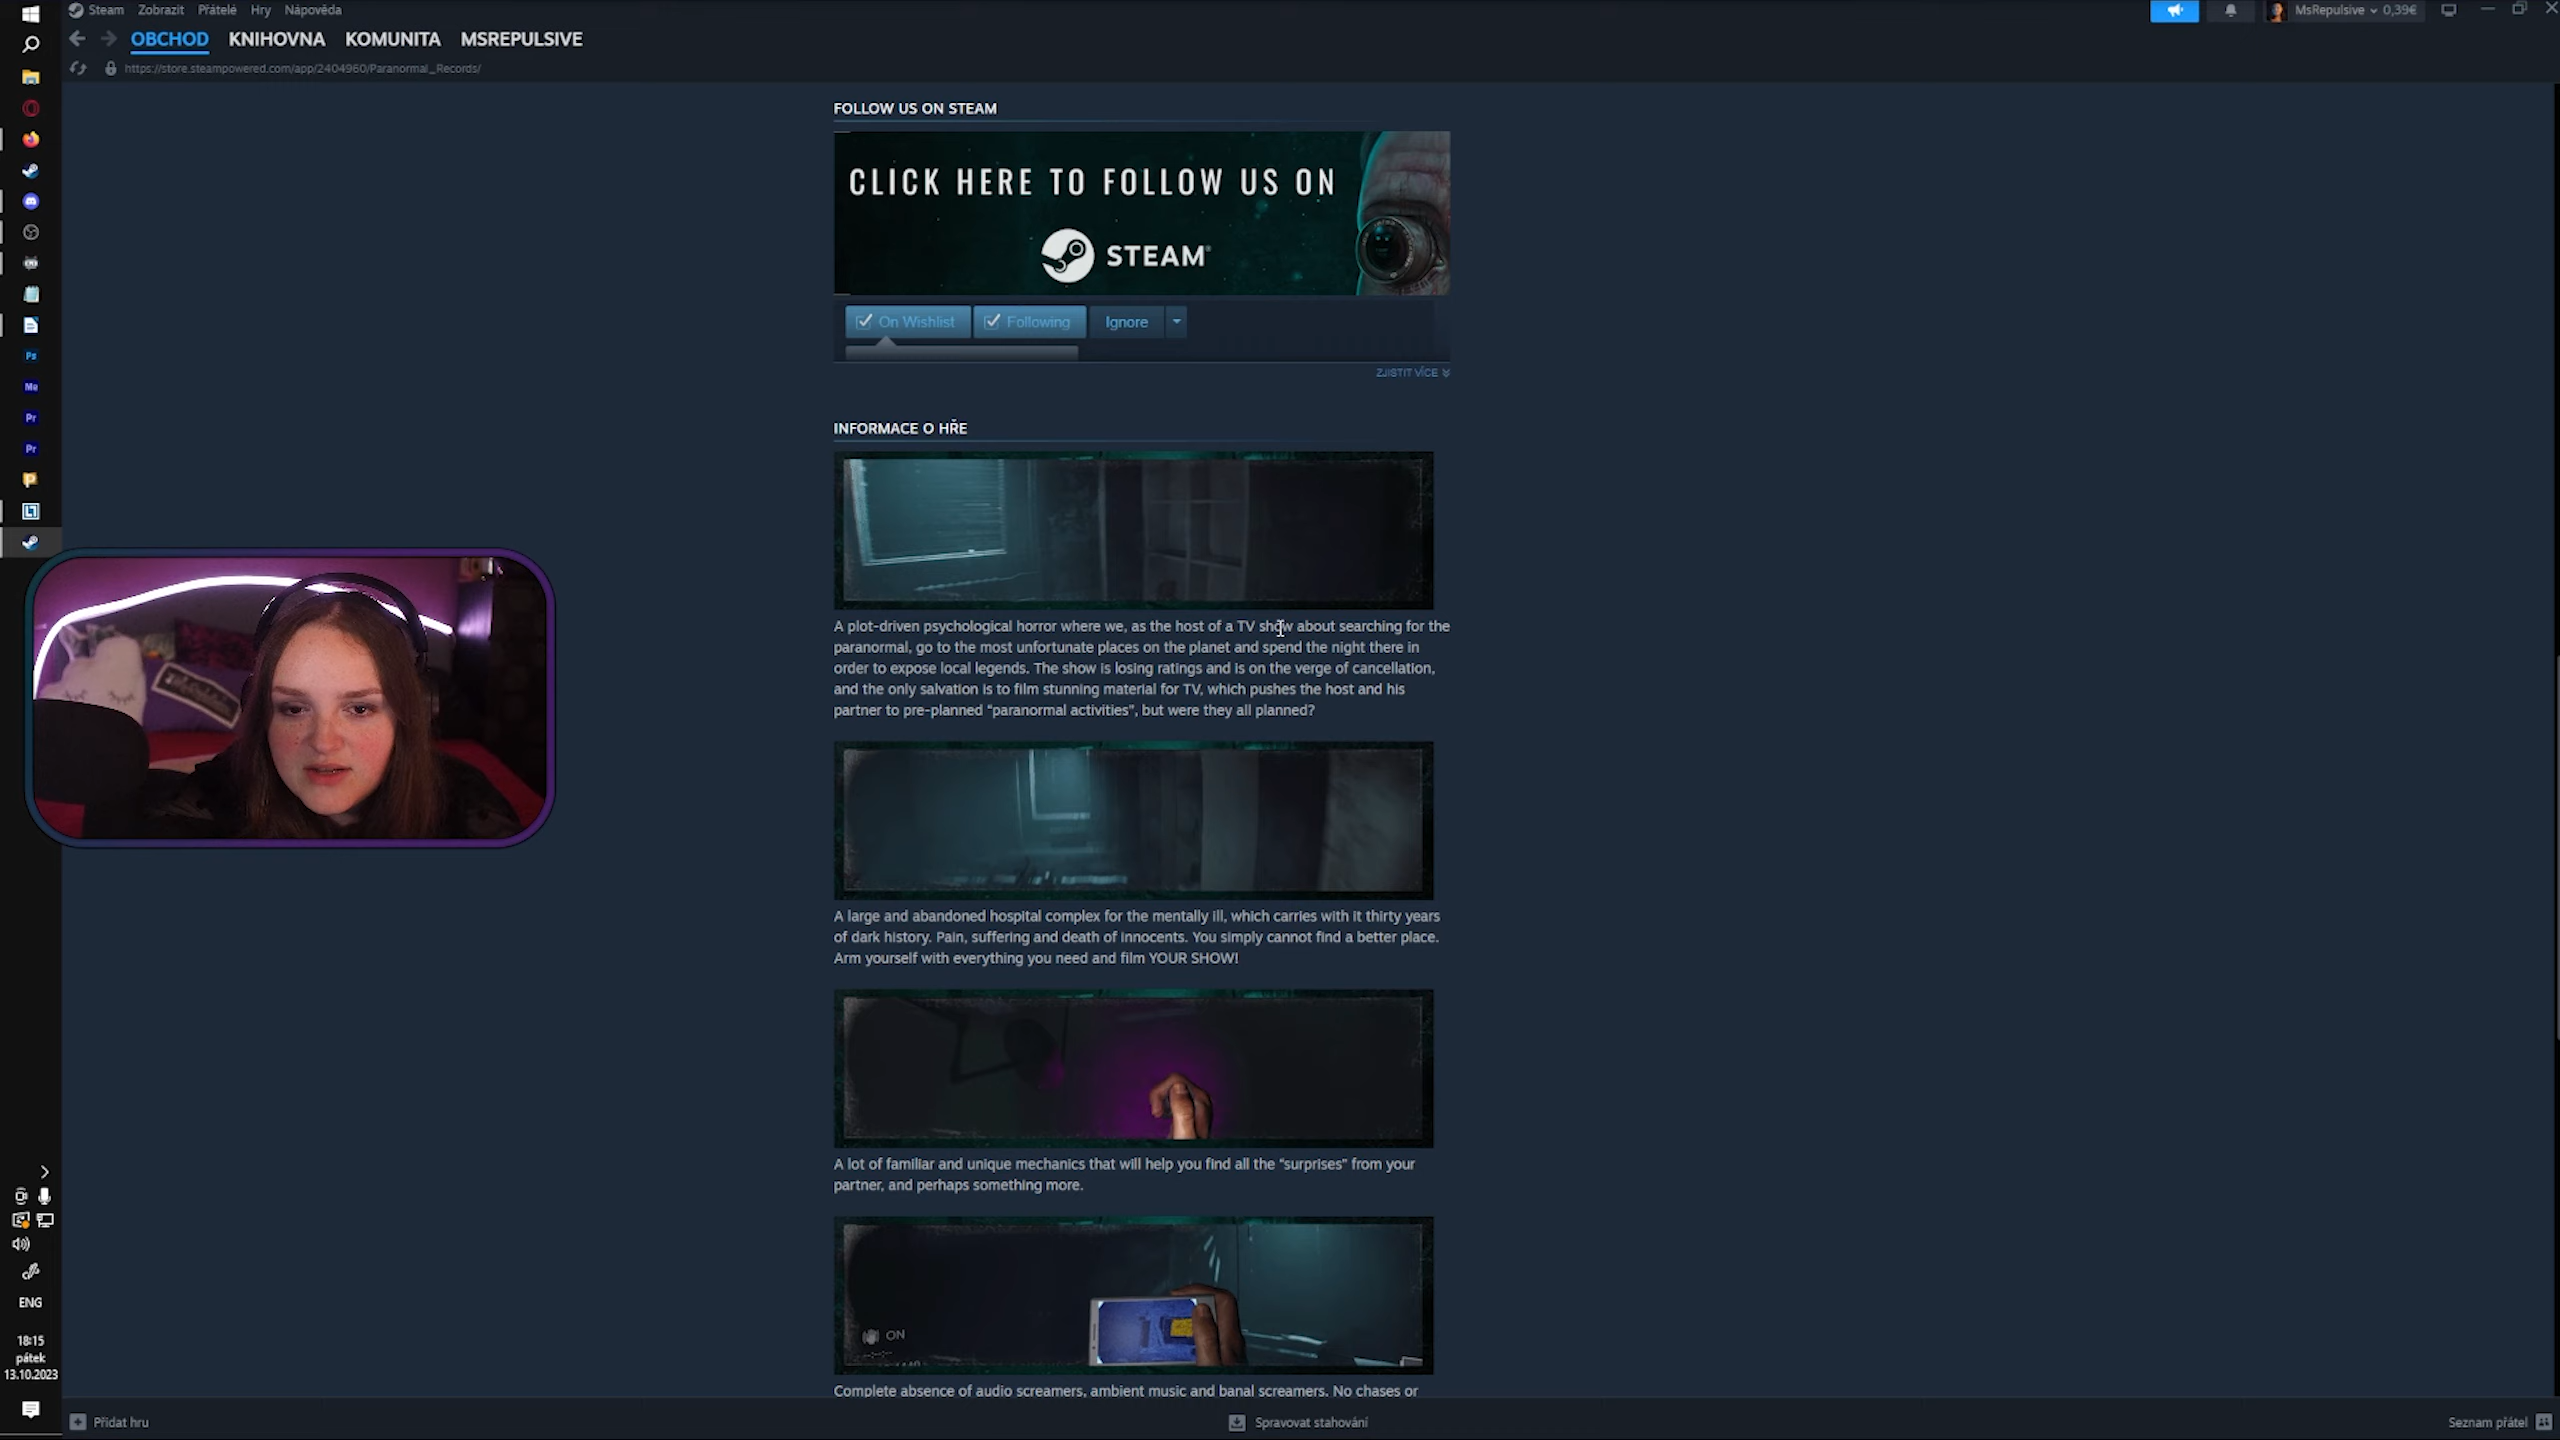 Steam Zobrazit Přátelé Hry Nápověda
MsRepulsive 0,39€
OBCHOD KNIHOVNA KOMUNITA MSREPULSIVE
https://store.steampowered.com/app/2404960/Paranormal_Records/
FOLLOW US ON STEAM
CLICK HERE TO FOLLOW US ON
STEAM®
On Wishlist Following Ignore
ZJISTIT VÍCE
INFORMACE O HŘE
A plot-driven psychological horror where we, as the host of a TV show about searching for the
paranormal, go to the most unfortunate places on the planet and spend the night there in
order to expose local legends. The show is losing ratings and is on the verge of cancellation,
and the only salvation is to film stunning material for TV, which pushes the host and his
partner to pre-planned “paranormal activities”, but were they all planned?
A large and abandoned hospital complex for the mentally ill, which carries with it thirty years
of dark history. Pain, suffering and death of innocents. You simply cannot find a better place.
Arm yourself with everything you need and film YOUR SHOW!
A lot of familiar and unique mechanics that will help you find all the “surprises” from your
partner, and perhaps something more.
ON
Complete absence of audio screamers, ambient music and banal screamers. No chases or
Ps
Me
Pr
Pr
ENG
18:15
pátek
13.10.2023
Přidat hru
Spravovat stahování
Seznam přátel